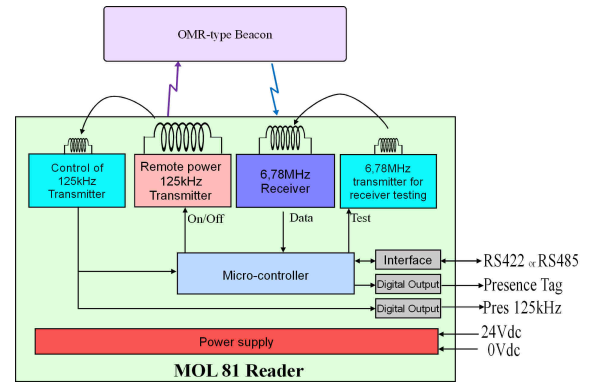 OMR-type Beacon
Control of
125kHz
Transmitter
Remote power
125kHz
Transmitter
6,78MHz
Receiver
6,78MHz
transmitter for
receiver testing
On/Off
Data
Test
Micro-controller
Interface
RS422 or RS485
Digital Output
Presence Tag
Digital Output
Pres 125kHz
Power supply
24Vdc
0Vdc
MOL 81 Reader